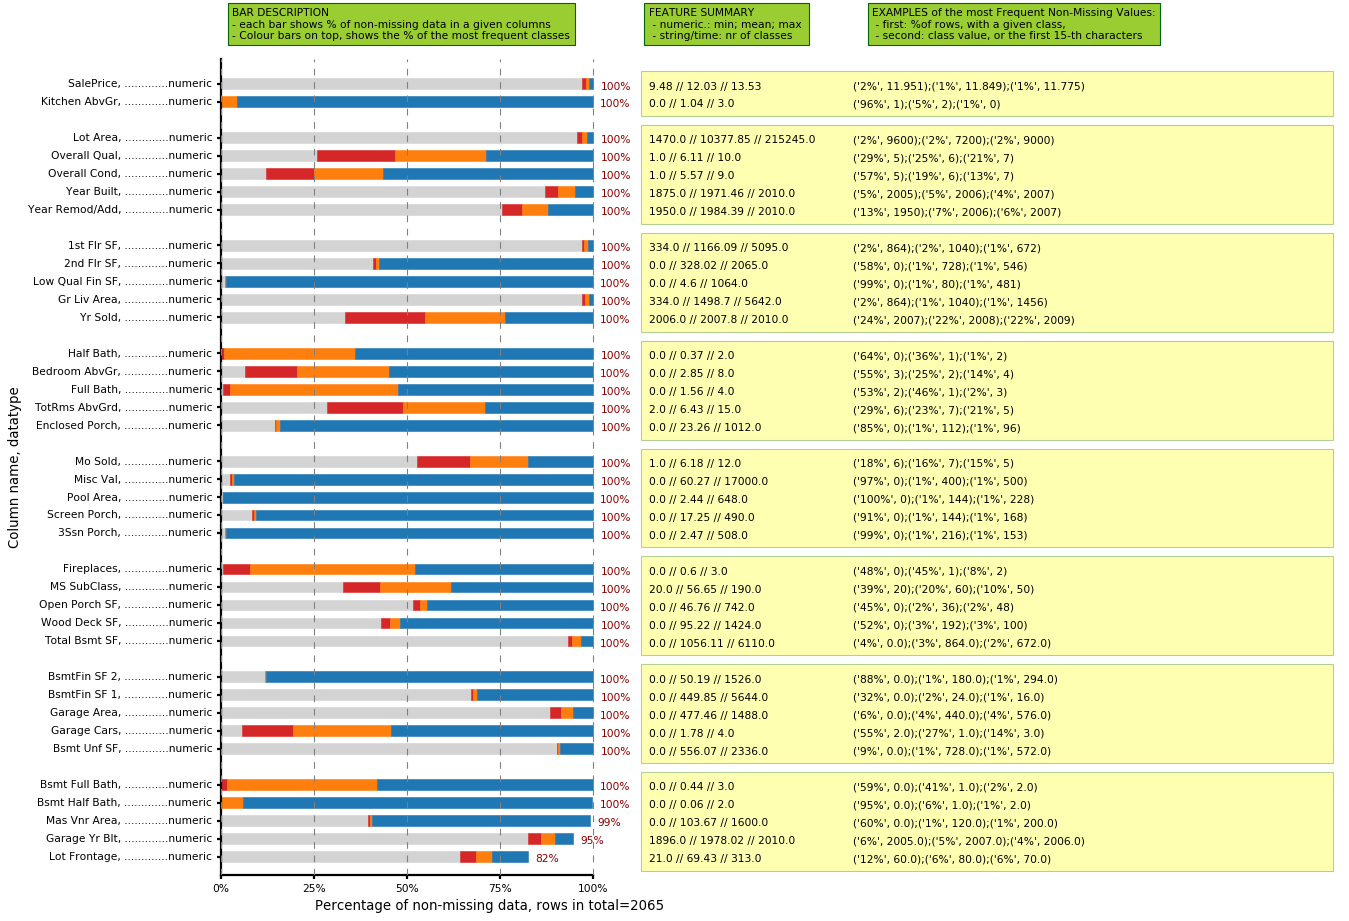 BAR DESCRIPTION
- each bar shows % of non-missing data in a given columns
- Colour bars on top, shows the % of the most frequent classes
FEATURE SUMMARY
- numeric.: min; mean; max
- string/time: nr of classes
EXAMPLES of the most Frequent Non-Missing Values:
- first: %of rows, with a given class,
- second: class value, or the first 15-th characters
SalePrice, .............numeric 100% 9.48 // 12.03 // 13.53 ('2%', 11.951);('1%', 11.849);('1%', 11.775)
Kitchen AbvGr, .............numeric 100% 0.0 // 1.04 // 3.0 ('96%', 1);('5%', 2);('1%', 0)
Lot Area, .............numeric 100% 1470.0 // 10377.85 // 215245.0 ('2%', 9600);('2%', 7200);('2%', 9000)
Overall Qual, .............numeric 100% 1.0 // 6.11 // 10.0 ('29%', 5);('25%', 6);('21%', 7)
Overall Cond, .............numeric 100% 1.0 // 5.57 // 9.0 ('57%', 5);('19%', 6);('13%', 7)
Year Built, .............numeric 100% 1875.0 // 1971.46 // 2010.0 ('5%', 2005);('5%', 2006);('4%', 2007)
Year Remod/Add, .............numeric 100% 1950.0 // 1984.39 // 2010.0 ('13%', 1950);('7%', 2006);('6%', 2007)
1st Flr SF, .............numeric 100% 334.0 // 1166.09 // 5095.0 ('2%', 864);('2%', 1040);('1%', 672)
2nd Flr SF, .............numeric 100% 0.0 // 328.02 // 2065.0 ('58%', 0);('1%', 728);('1%', 546)
Low Qual Fin SF, .............numeric 100% 0.0 // 4.6 // 1064.0 ('99%', 0);('1%', 80);('1%', 481)
Gr Liv Area, .............numeric 100% 334.0 // 1498.7 // 5642.0 ('2%', 864);('1%', 1040);('1%', 1456)
Yr Sold, .............numeric 100% 2006.0 // 2007.8 // 2010.0 ('24%', 2007);('22%', 2008);('22%', 2009)
Half Bath, .............numeric 100% 0.0 // 0.37 // 2.0 ('64%', 0);('36%', 1);('1%', 2)
Bedroom AbvGr, .............numeric 100% 0.0 // 2.85 // 8.0 ('55%', 3);('25%', 2);('14%', 4)
Full Bath, .............numeric 100% 0.0 // 1.56 // 4.0 ('53%', 2);('46%', 1);('2%', 3)
TotRms AbvGrd, .............numeric 100% 2.0 // 6.43 // 15.0 ('29%', 6);('23%', 7);('21%', 5)
Enclosed Porch, .............numeric 100% 0.0 // 23.26 // 1012.0 ('85%', 0);('1%', 112);('1%', 96)
Mo Sold, .............numeric 100% 1.0 // 6.18 // 12.0 ('18%', 6);('16%', 7);('15%', 5)
Misc Val, .............numeric 100% 0.0 // 60.27 // 17000.0 ('97%', 0);('1%', 400);('1%', 500)
Pool Area, .............numeric 100% 0.0 // 2.44 // 648.0 ('100%', 0);('1%', 144);('1%', 228)
Screen Porch, .............numeric 100% 0.0 // 17.25 // 490.0 ('91%', 0);('1%', 144);('1%', 168)
3Ssn Porch, .............numeric 100% 0.0 // 2.47 // 508.0 ('99%', 0);('1%', 216);('1%', 153)
Fireplaces, .............numeric 100% 0.0 // 0.6 // 3.0 ('48%', 0);('45%', 1);('8%', 2)
MS SubClass, .............numeric 100% 20.0 // 56.65 // 190.0 ('39%', 20);('20%', 60);('10%', 50)
Open Porch SF, .............numeric 100% 0.0 // 46.76 // 742.0 ('45%', 0);('2%', 36);('2%', 48)
Wood Deck SF, .............numeric 100% 0.0 // 95.22 // 1424.0 ('52%', 0);('3%', 192);('3%', 100)
Total Bsmt SF, .............numeric 100% 0.0 // 1056.11 // 6110.0 ('4%', 0.0);('3%', 864.0);('2%', 672.0)
BsmtFin SF 2, .............numeric 100% 0.0 // 50.19 // 1526.0 ('88%', 0.0);('1%', 180.0);('1%', 294.0)
BsmtFin SF 1, .............numeric 100% 0.0 // 449.85 // 5644.0 ('32%', 0.0);('2%', 24.0);('1%', 16.0)
Garage Area, .............numeric 100% 0.0 // 477.46 // 1488.0 ('6%', 0.0);('4%', 440.0);('4%', 576.0)
Garage Cars, .............numeric 100% 0.0 // 1.78 // 4.0 ('55%', 2.0);('27%', 1.0);('14%', 3.0)
Bsmt Unf SF, .............numeric 100% 0.0 // 556.07 // 2336.0 ('9%', 0.0);('1%', 728.0);('1%', 572.0)
Bsmt Full Bath, .............numeric 100% 0.0 // 0.44 // 3.0 ('59%', 0.0);('41%', 1.0);('2%', 2.0)
Bsmt Half Bath, .............numeric 100% 0.0 // 0.06 // 2.0 ('95%', 0.0);('6%', 1.0);('1%', 2.0)
Mas Vnr Area, .............numeric 99% 0.0 // 103.67 // 1600.0 ('60%', 0.0);('1%', 120.0);('1%', 200.0)
Garage Yr Blt, .............numeric 95% 1896.0 // 1978.02 // 2010.0 ('6%', 2005.0);('5%', 2007.0);('4%', 2006.0)
Lot Frontage, .............numeric 82% 21.0 // 69.43 // 313.0 ('12%', 60.0);('6%', 80.0);('6%', 70.0)
0% 25% 50% 75% 100%
Percentage of non-missing data, rows in total=2065
Column name, datatype